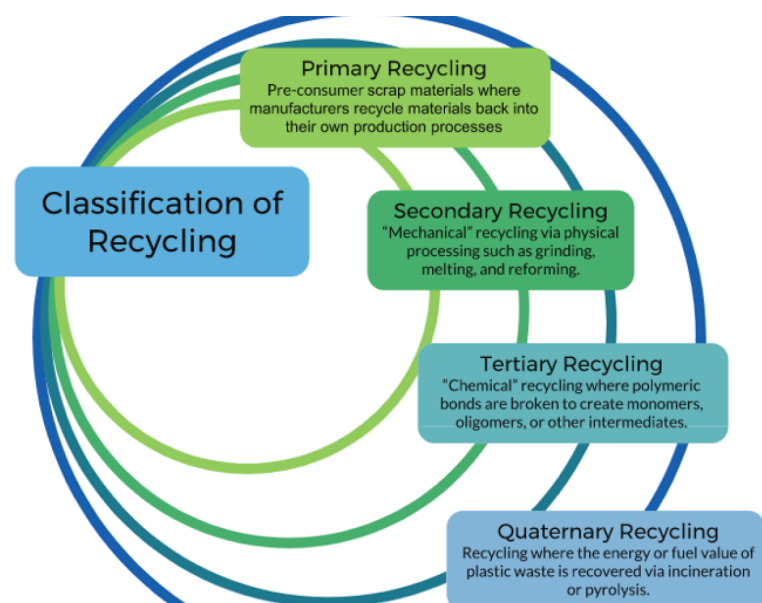 Primary Recycling
Pre-consumer scrap materials where
manufacturers recycle materials back into
their own production processes
Classification of
Recycling
Secondary Recycling
“Mechanical” recycling via physical
processing such as grinding,
melting, and reforming.
Tertiary Recycling
“Chemical” recycling where polymeric
bonds are broken to create monomers,
oligomers, or other intermediates.
Quaternary Recycling
Recycling where the energy or fuel value of
plastic waste is recovered via incineration
or pyrolysis.